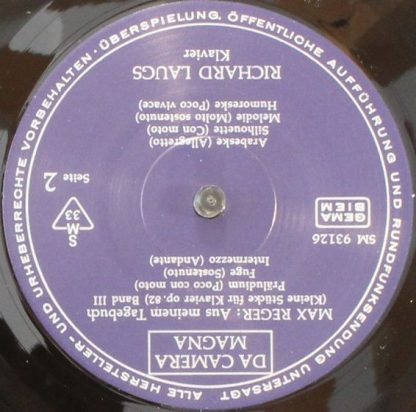 ALLE HERSTELLER- UND URHEBERRECHTE VORBEHALTEN · ÜBERSPIELUNG, ÖFFENTLICHE AUFFÜHRUNG UND RUNDFUNKSENDUNG UNTERSAGT
DA CAMERA
MAGNA
MAX REGER: Aus meinem Tagebuch
(Kleine Stücke für Klavier op. 82) Band III
Präludium (Poco con moto)
Fuge (Sostenuto)
Intermezzo (Andante)
SM 93126
GEMA
BIEM
S
M 33
Seite 2
Arabeske (Allegretto)
Silhouette (Con moto)
Melodie (Molto sostenuto)
Humoreske (Poco vivace)
RICHARD LAUGS
Klavier